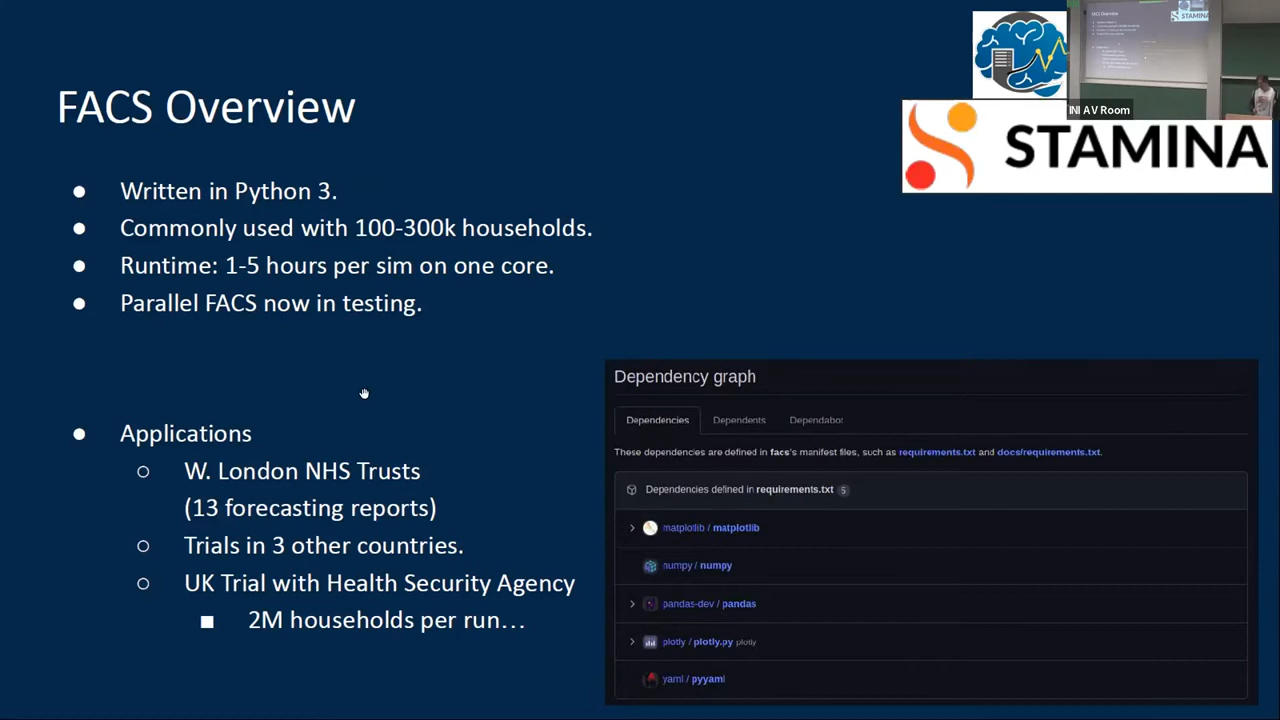 FACS Overview
STAMINA
INI AV Room
Written in Python 3.
Commonly used with 100-300k households.
Runtime: 1-5 hours per sim on one core.
Parallel FACS now in testing.
Applications
W. London NHS Trusts
(13 forecasting reports)
Trials in 3 other countries.
UK Trial with Health Security Agency
2M households per run…
Dependency graph
Dependencies Dependents Dependabot
These dependencies are defined in facs's manifest files, such as requirements.txt and docs/requirements.txt.
Dependencies defined in requirements.txt 5
matplotlib / matplotlib
numpy / numpy
pandas-dev / pandas
plotly / plotly.py plotly
yaml / pyyaml